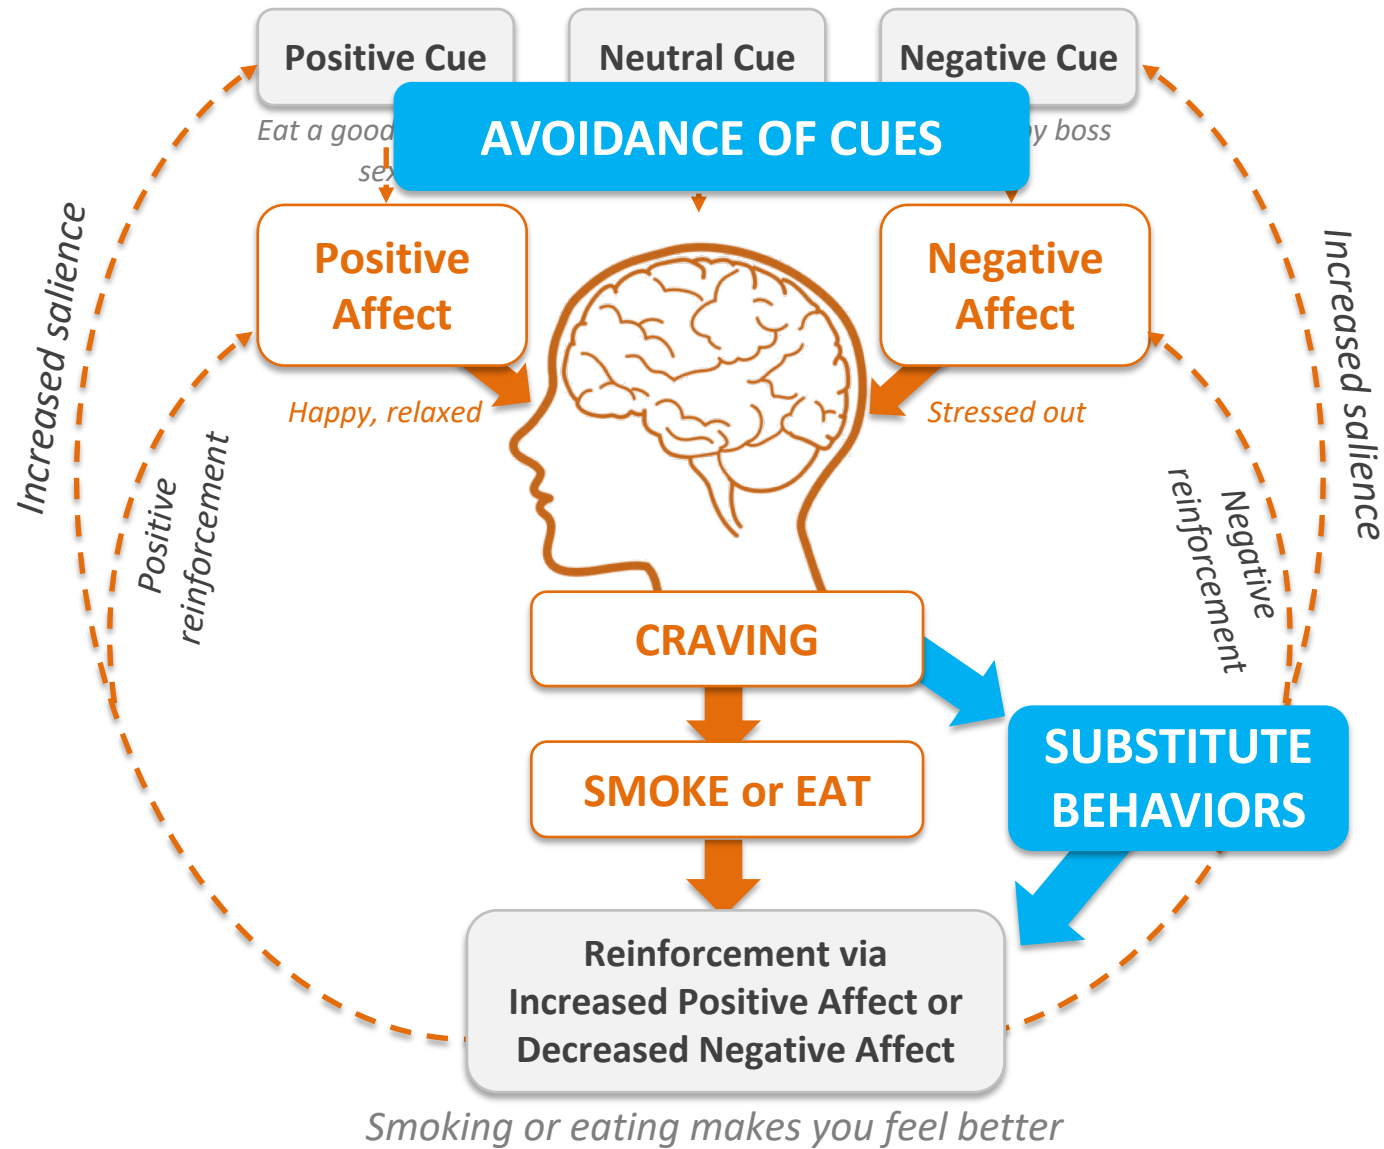 Positive Cue
Neutral Cue
Negative Cue
AVOIDANCE OF CUES
Eat a good
by boss
Positive
Affect
Negative
Affect
Happy, relaxed
Stressed out
Increased salience
Increased salience
Positive
reinforcement
Negative
reinforcement
CRAVING
SMOKE or EAT
SUBSTITUTE
BEHAVIORS
Reinforcement via
Increased Positive Affect or
Decreased Negative Affect
Smoking or eating makes you feel better